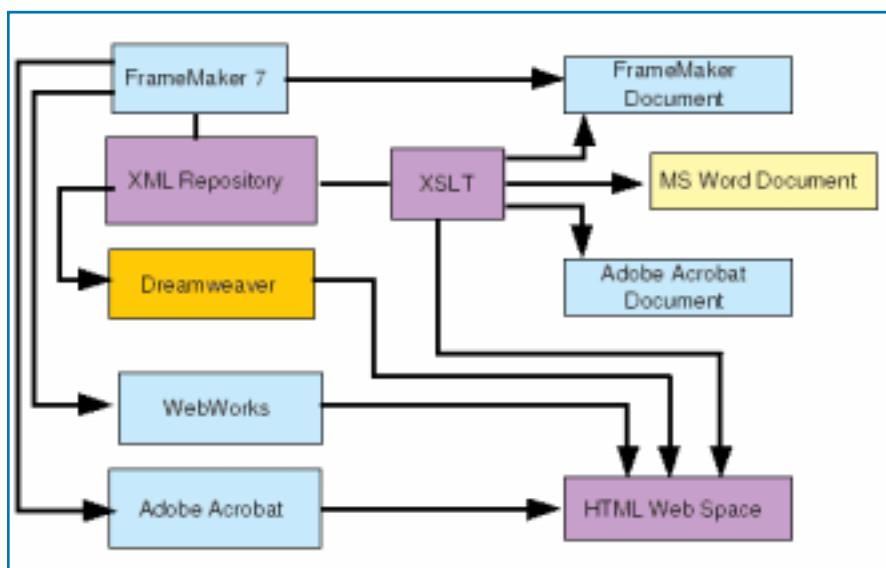 FrameMaker 7
FrameMaker
Document
XML Repository
XSLT
MS Word Document
Dreamweaver
Adobe Acrobat
Document
WebWorks
Adobe Acrobat
HTML Web Space